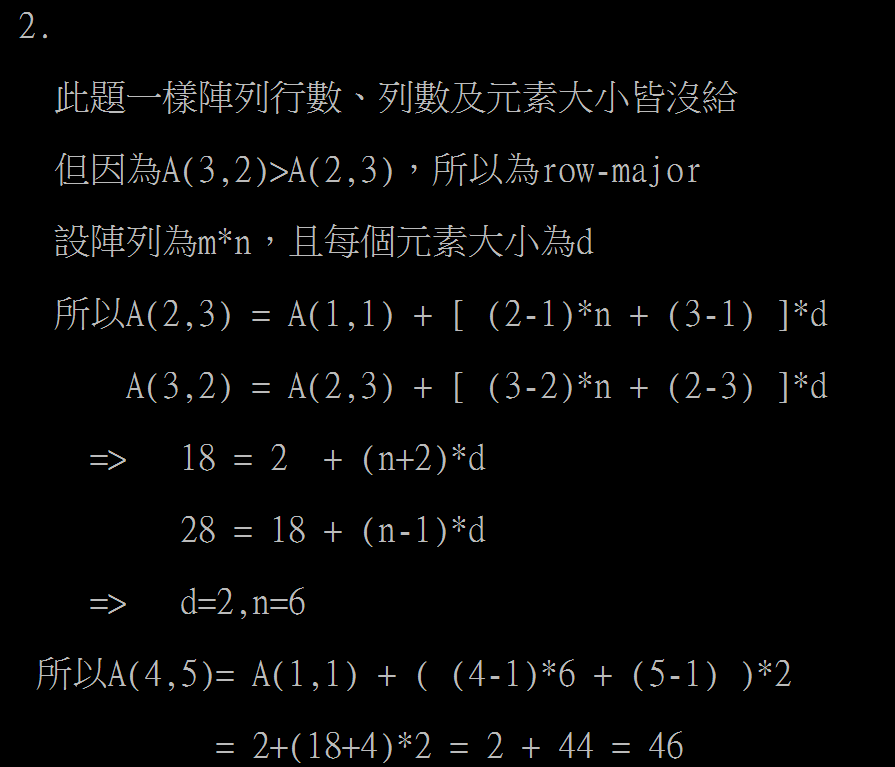 2.
此題一樣陣列行數、列數及元素大小皆沒給
但因為A(3,2)>A(2,3)，所以為row-major
設陣列為m*n，且每個元素大小為d
所以A(2,3) = A(1,1) + [ (2-1)*n + (3-1) ]*d
A(3,2) = A(2,3) + [ (3-2)*n + (2-3) ]*d
=> 18 = 2 + (n+2)*d
28 = 18 + (n-1)*d
=> d=2,n=6
所以A(4,5)= A(1,1) + ( (4-1)*6 + (5-1) )*2
= 2+(18+4)*2 = 2 + 44 = 46